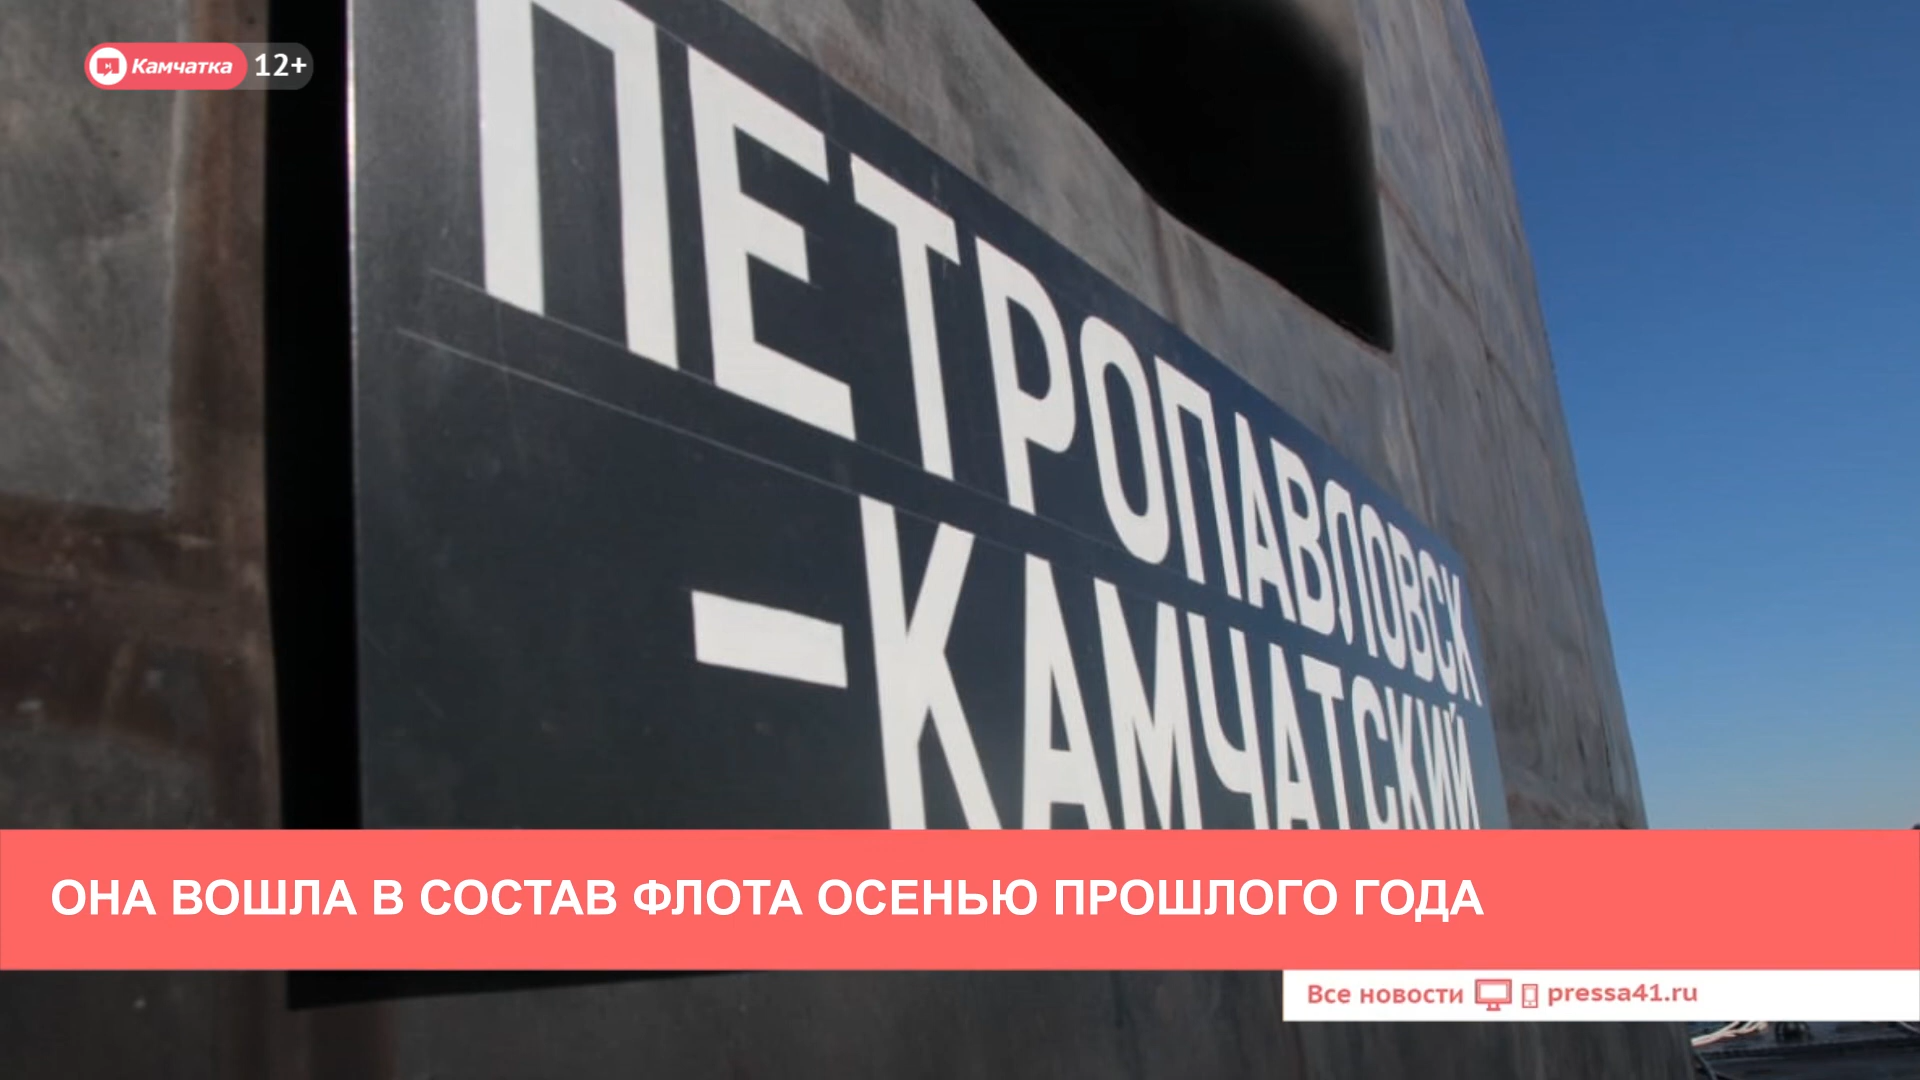 Камчатка 12+
ПЕТРОПАВЛОВСК
-КАМЧАТСКИЙ
ОНА ВОШЛА В СОСТАВ ФЛОТА ОСЕНЬЮ ПРОШЛОГО ГОДА
Все новости pressa41.ru